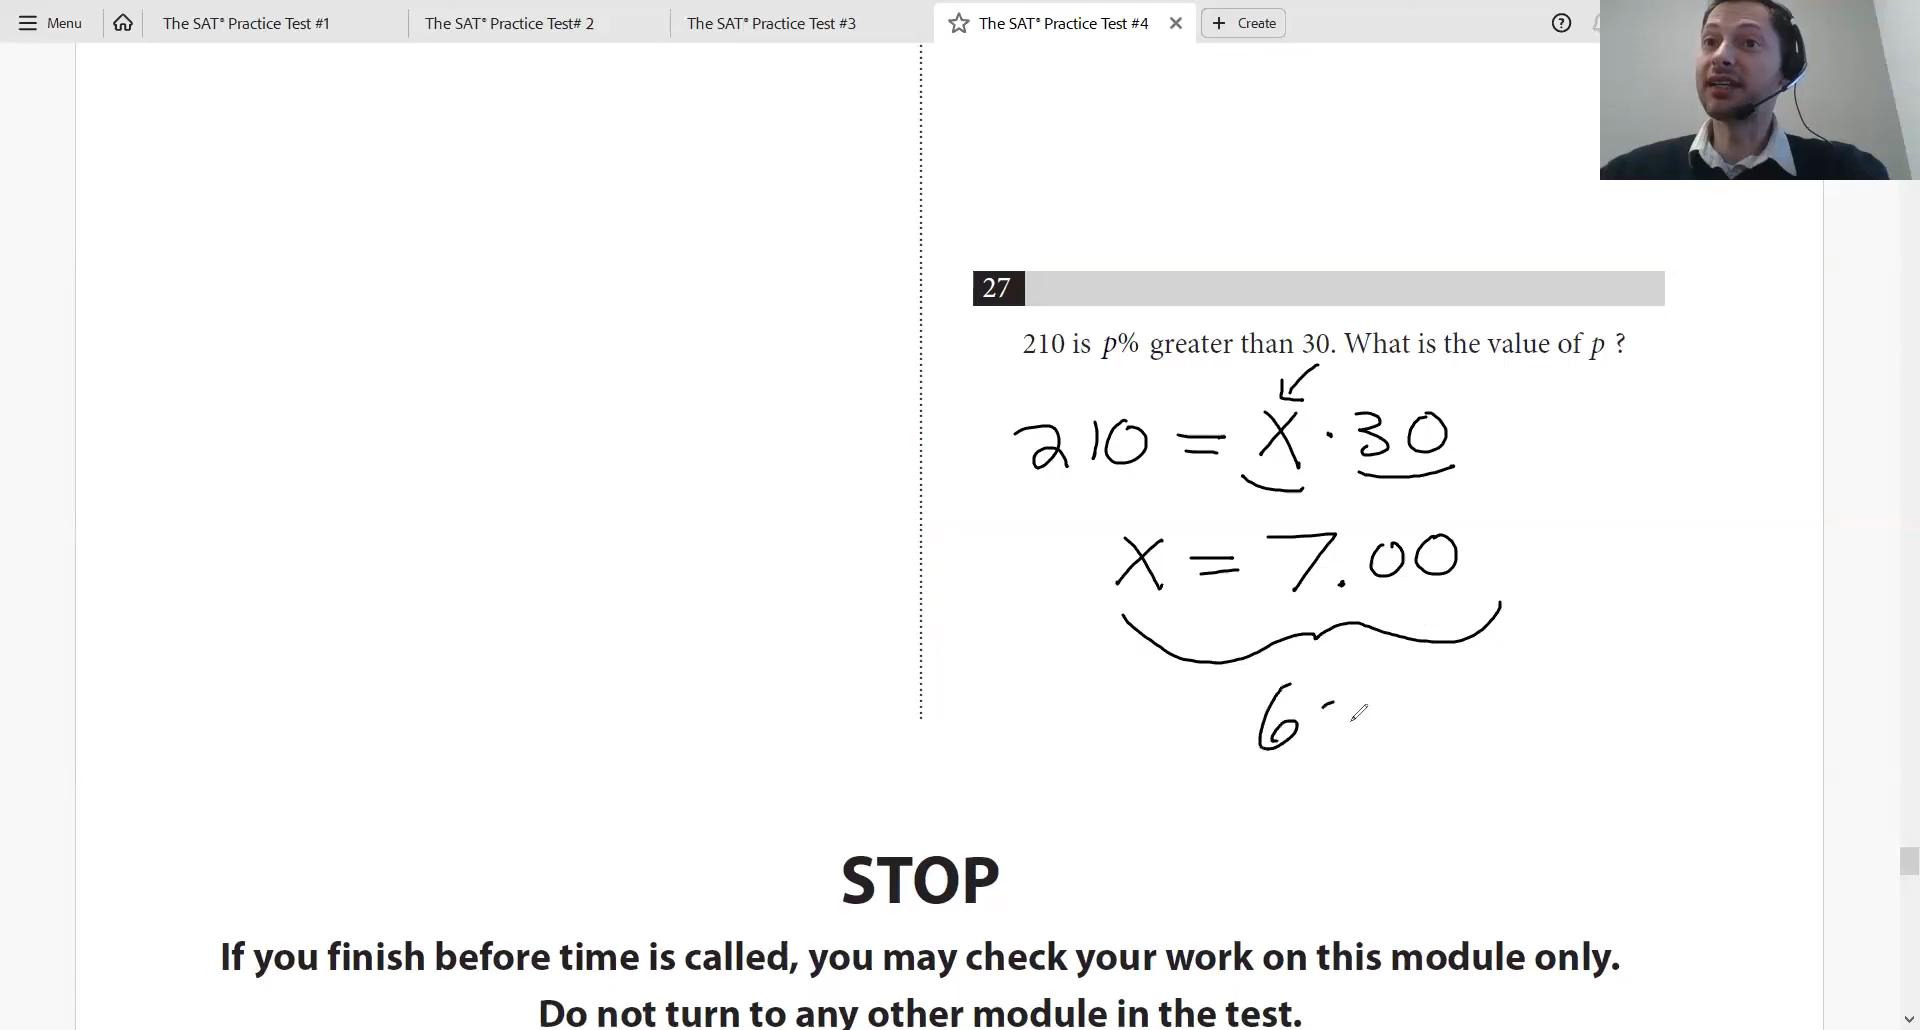 Menu The SAT® Practice Test #1 The SAT® Practice Test# 2 The SAT® Practice Test #3 The SAT® Practice Test #4 Create
27
210 is p% greater than 30. What is the value of p ?
210 = x · 30
x = 7.00
6
STOP
If you finish before time is called, you may check your work on this module only.
Do not turn to any other module in the test.